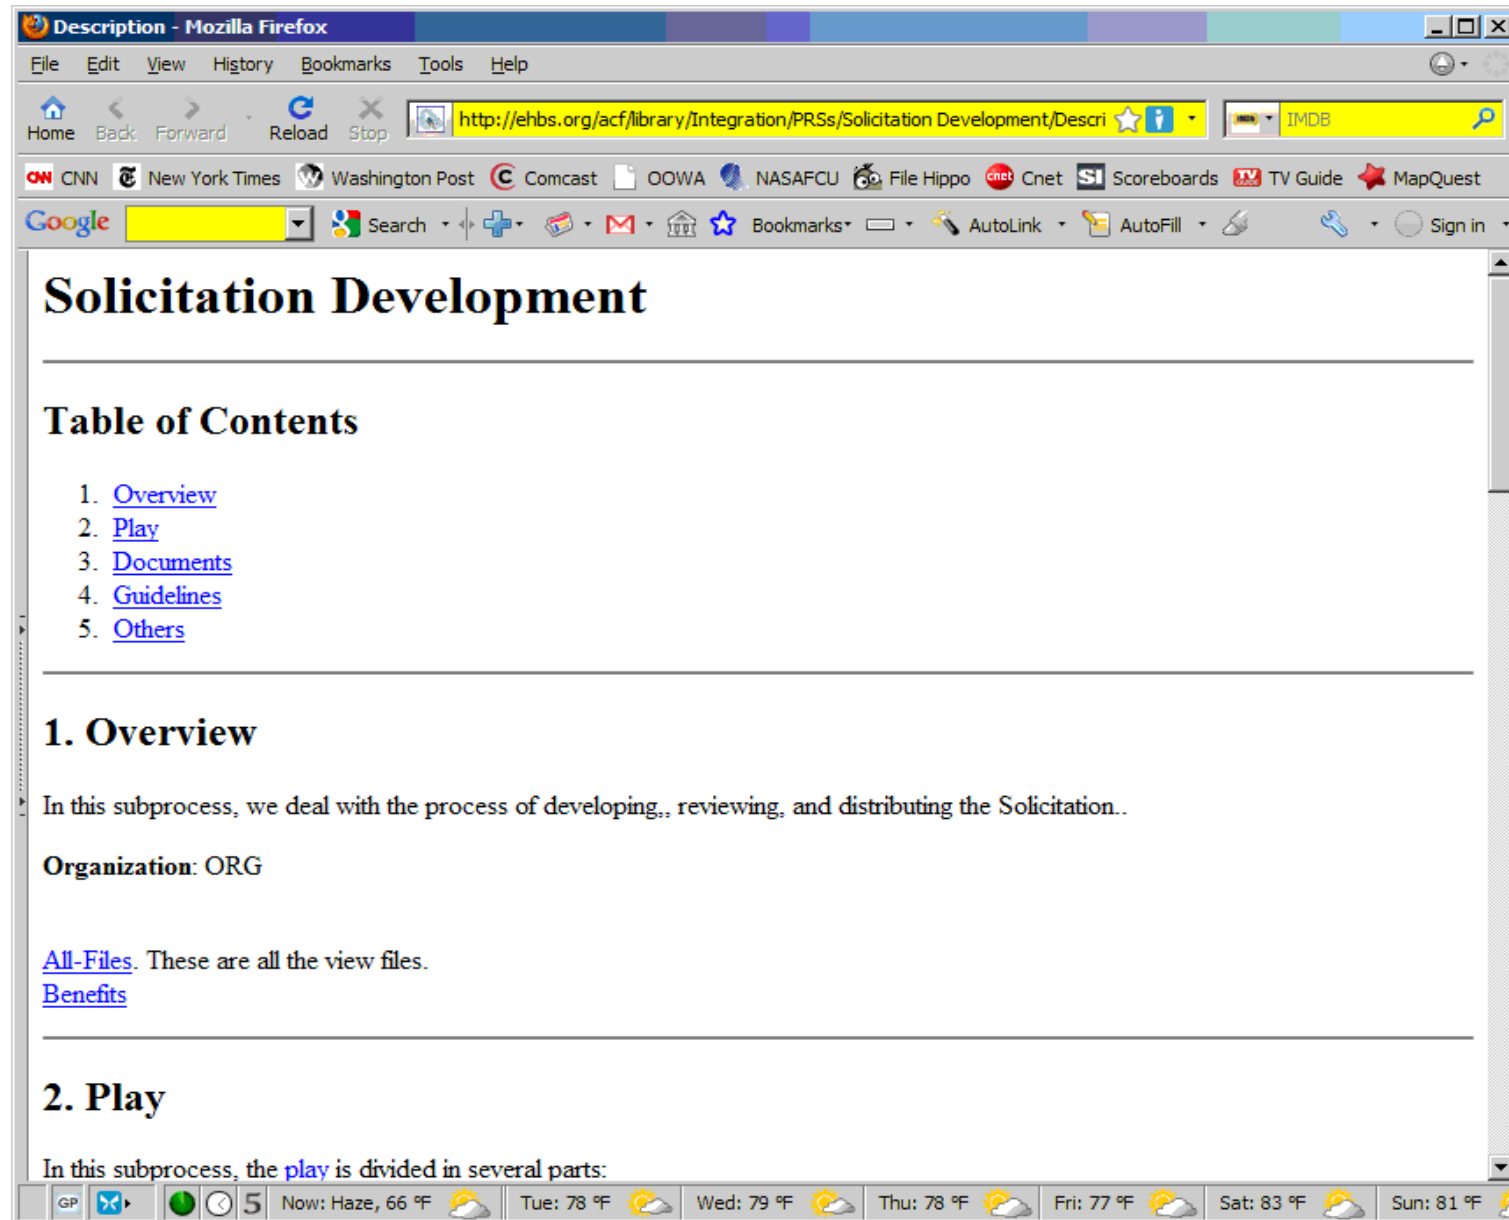 Description - Mozilla Firefox
File Edit View History Bookmarks Tools Help
Home Back Forward Reload Stop http://ehbs.org/acf/library/Integration/PRSs/Solicitation Development/Descri IMDB
CNN CNN New York Times Washington Post C Comcast OOWA NASAFCU File Hippo cnet Cnet SI Scoreboards TV Guide MapQuest
Google Search Bookmarks AutoLink AutoFill Sign in
Solicitation Development
Table of Contents
1. Overview
2. Play
3. Documents
4. Guidelines
5. Others
1. Overview
In this subprocess, we deal with the process of developing,, reviewing, and distributing the Solicitation..
Organization: ORG
All-Files. These are all the view files.
Benefits
2. Play
In this subprocess, the play is divided in several parts:
GP 5 Now: Haze, 66 °F Tue: 78 °F Wed: 79 °F Thu: 78 °F Fri: 77 °F Sat: 83 °F Sun: 81 °F